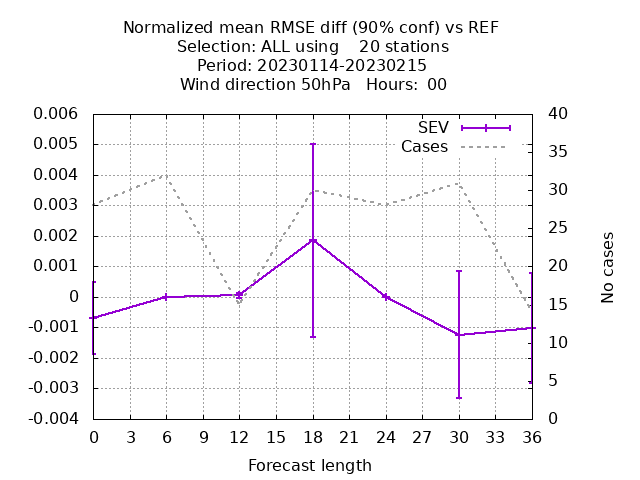 Normalized mean RMSE diff (90% conf) vs REF
Selection: ALL using    20 stations
Period: 20230114-20230215
Wind direction 50hPa   Hours:  00
0.006
0.005
0.004
0.003
0.002
0.001
0
-0.001
-0.002
-0.003
-0.004
40
35
30
25
20
15
10
5
0
SEV
Cases
No cases
0 3 6 9 12 15 18 21 24 27 30 33 36
Forecast length